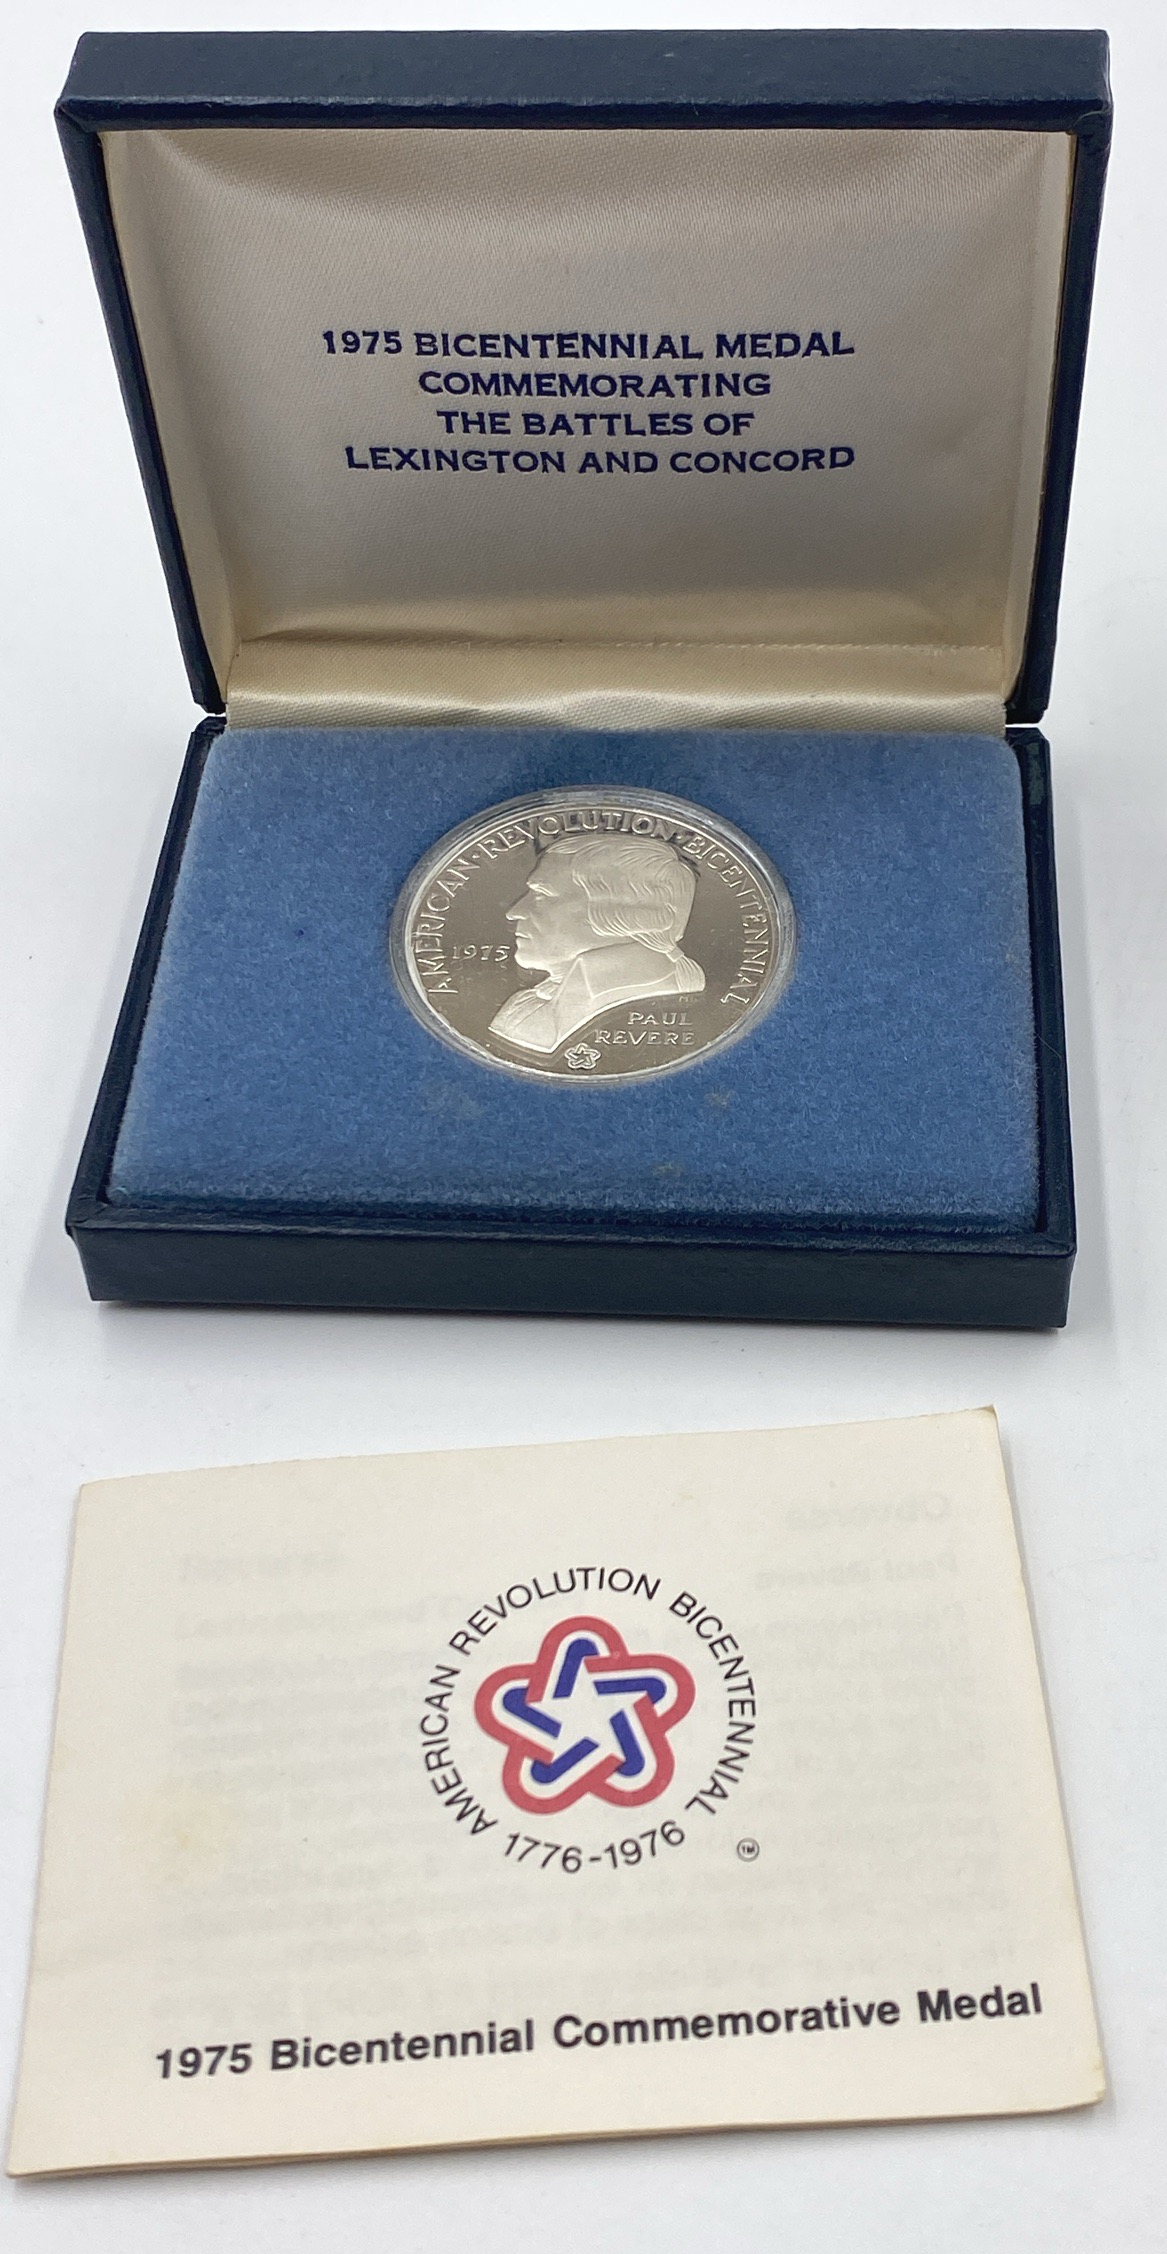 1975 BICENTENNIAL MEDAL
COMMEMORATING
THE BATTLES OF
LEXINGTON AND CONCORD
AMERICAN·REVOLUTION·BICENTENNIAL
1975
PAUL
REVERE
AMERICAN REVOLUTION BICENTENNIAL
1776-1976
TM
1975 Bicentennial Commemorative Medal